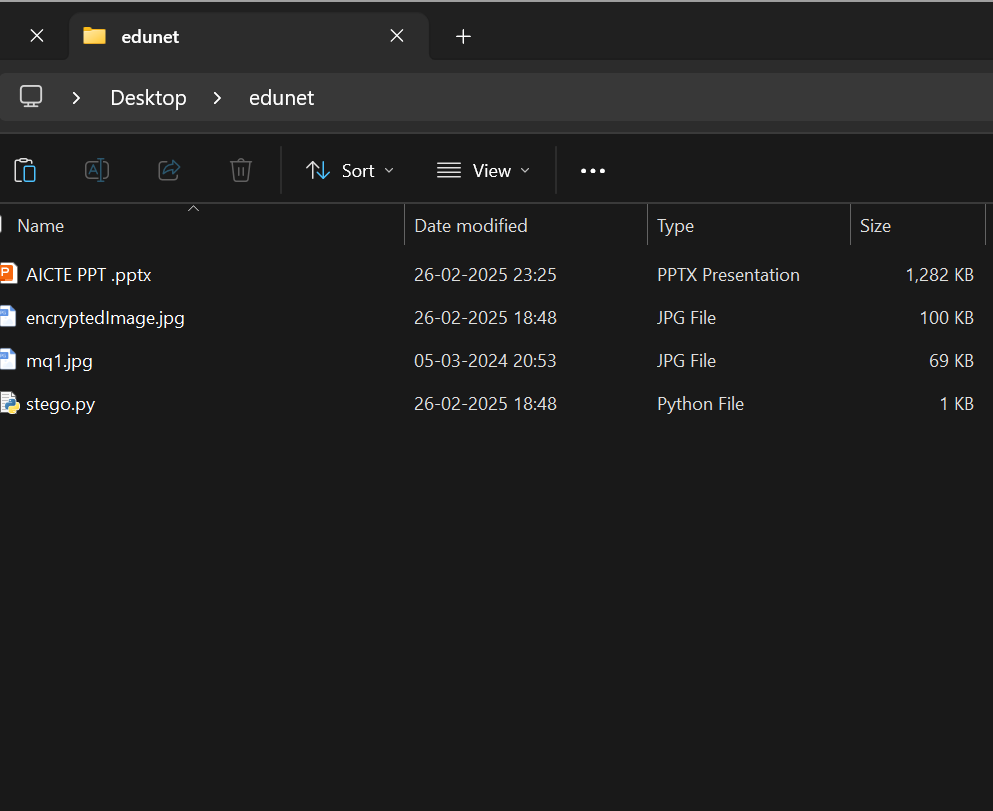 edunet
Desktop edunet
Sort View
Name Date modified Type Size
AICTE PPT .pptx 26-02-2025 23:25 PPTX Presentation 1,282 KB
encryptedImage.jpg 26-02-2025 18:48 JPG File 100 KB
mq1.jpg 05-03-2024 20:53 JPG File 69 KB
stego.py 26-02-2025 18:48 Python File 1 KB